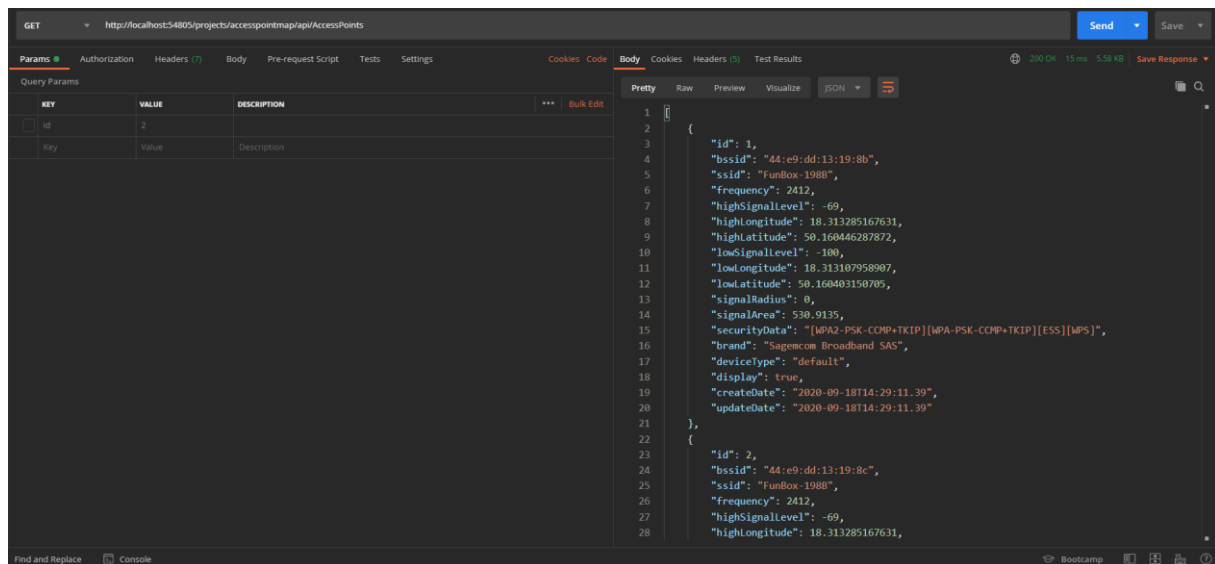 GET http://localhost:54805/projects/accesspointmap/api/AccessPoints Send Save
Params Authorization Headers (7) Body Pre-request Script Tests Settings Cookies Code
Query Params
KEY VALUE DESCRIPTION ••• Bulk Edit
id 2
Key Value Description
Body Cookies Headers (5) Test Results 200 OK 15 ms 5.58 KB Save Response
Pretty Raw Preview Visualize JSON
1 [
2 {
3 "id": 1,
4 "bssid": "44:e9:dd:13:19:8b",
5 "ssid": "FunBox-198B",
6 "frequency": 2412,
7 "highSignalLevel": -69,
8 "highLongitude": 18.313285167631,
9 "highLatitude": 50.160446287872,
10 "lowSignalLevel": -100,
11 "lowLongitude": 18.313107958907,
12 "lowLatitude": 50.160403150705,
13 "signalRadius": 0,
14 "signalArea": 530.9135,
15 "securityData": "[WPA2-PSK-CCMP+TKIP][WPA-PSK-CCMP+TKIP][ESS][WPS]",
16 "brand": "Sagemcom Broadband SAS",
17 "deviceType": "default",
18 "display": true,
19 "createDate": "2020-09-18T14:29:11.39",
20 "updateDate": "2020-09-18T14:29:11.39"
21 },
22 {
23 "id": 2,
24 "bssid": "44:e9:dd:13:19:8c",
25 "ssid": "FunBox-198B",
26 "frequency": 2412,
27 "highSignalLevel": -69,
28 "highLongitude": 18.313285167631,
Find and Replace Console Bootcamp